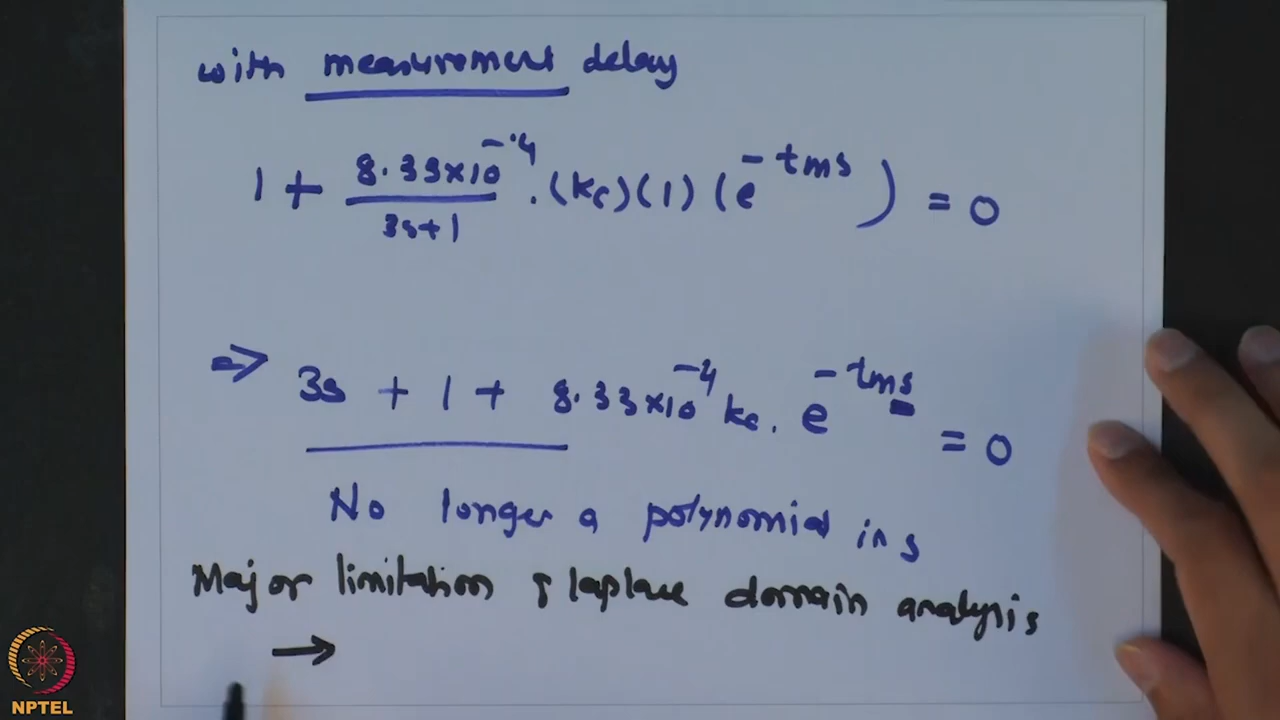 with measurement delay
1 + 8.33×10^-4 / 3s+1 . (kc)(1)(e^-tms) = 0
⇒ 3s + 1 + 8.33×10^-4 kc. e^-tms = 0
No longer a polynomial in s
Major limitation of laplace domain analysis
→
NPTEL